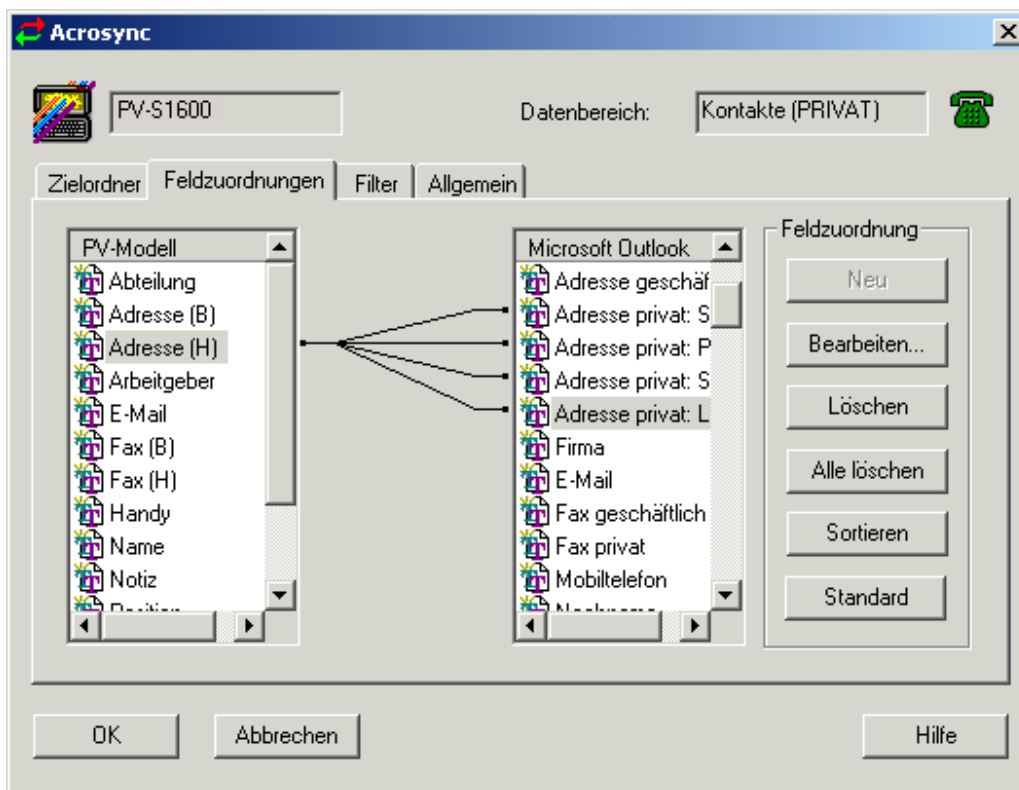 Acrosync
PV-S1600
Datenbereich:
Kontakte (PRIVAT)
Zielordner
Feldzuordnungen
Filter
Allgemein
PV-Modell
Abteilung
Adresse (B)
Adresse (H)
Arbeitgeber
E-Mail
Fax (B)
Fax (H)
Handy
Name
Notiz
Position
Microsoft Outlook
Adresse geschäf
Adresse privat: S
Adresse privat: P
Adresse privat: S
Adresse privat: L
Firma
E-Mail
Fax geschäftlich
Fax privat
Mobiltelefon
Nachname
Feldzuordnung
Neu
Bearbeiten...
Löschen
Alle löschen
Sortieren
Standard
OK
Abbrechen
Hilfe